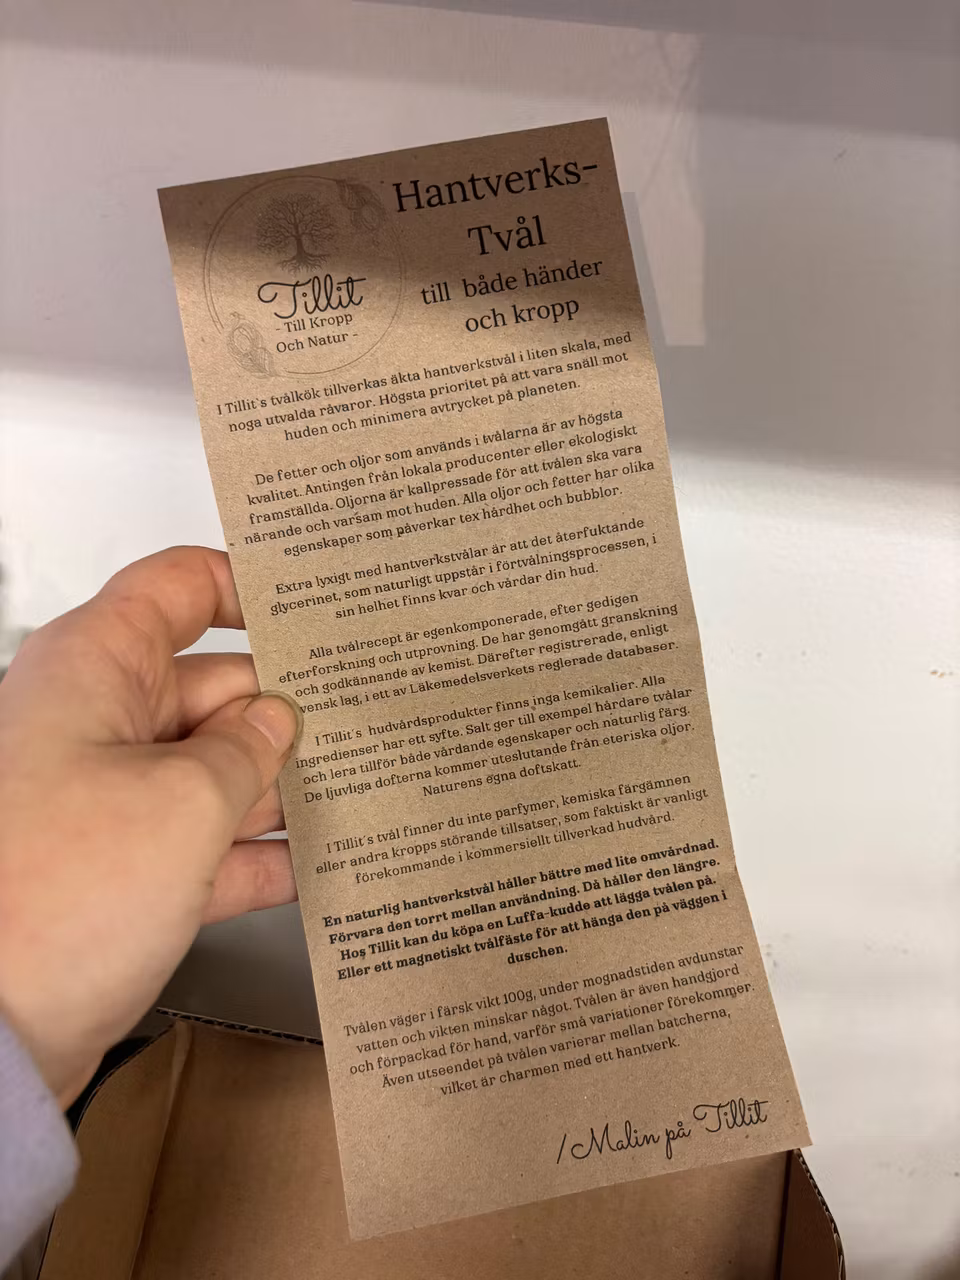 Hantverks-
Tvål
till både händer
och kropp
Tillit
- Till Kropp
Och Natur -
I Tillit`s tvålkök tillverkas äkta hantverkstvål i liten skala, med
noga utvalda råvaror. Högsta prioritet på att vara snäll mot
huden och minimera avtrycket på planeten.
De fetter och oljor som används i tvålarna är av högsta
kvalitet. Antingen från lokala producenter eller ekologiskt
framställda. Oljorna är kallpressade för att tvålen ska vara
närande och varsam mot huden. Alla oljor och fetter har olika
egenskaper som påverkar tex hårdhet och bubblor.
Extra lyxigt med hantverkstvålar är att det återfuktande
glycerinet, som naturligt uppstår i förtvålningsprocessen, i
sin helhet finns kvar och vårdar din hud.
Alla tvålrecept är egenkomponerade, efter gedigen
efterforskning och utprovning. De har genomgått granskning
och godkännande av kemist. Därefter registrerade, enligt
vensk lag, i ett av Läkemedelsverkets reglerade databaser.
I Tillit`s hudvårdsprodukter finns inga kemikalier. Alla
ingredienser har ett syfte. Salt ger till exempel hårdare tvålar
och lera tillför både vårdande egenskaper och naturlig färg.
De ljuvliga dofterna kommer uteslutande från eteriska oljor.
Naturens egna doftskatt.
I Tillit`s tvål finner du inte parfymer, kemiska färgämnen
eller andra kropps störande tillsatser, som faktiskt är vanligt
förekommande i kommersiellt tillverkad hudvård.
En naturlig hantverkstvål håller bättre med lite omvårdnad.
Förvara den torrt mellan användning. Då håller den längre.
Hos Tillit kan du köpa en Luffa-kudde att lägga tvålen på.
Eller ett magnetiskt tvålfäste för att hänga den på väggen i
duschen.
Tvålen väger i färsk vikt 100g, under mognadstiden avdunstar
vatten och vikten minskar något. Tvålen är även handgjord
och förpackad för hand, varför små variationer förekommer.
Även utseendet på tvålen varierar mellan batcherna,
vilket är charmen med ett hantverk.
/Malin på Tillit